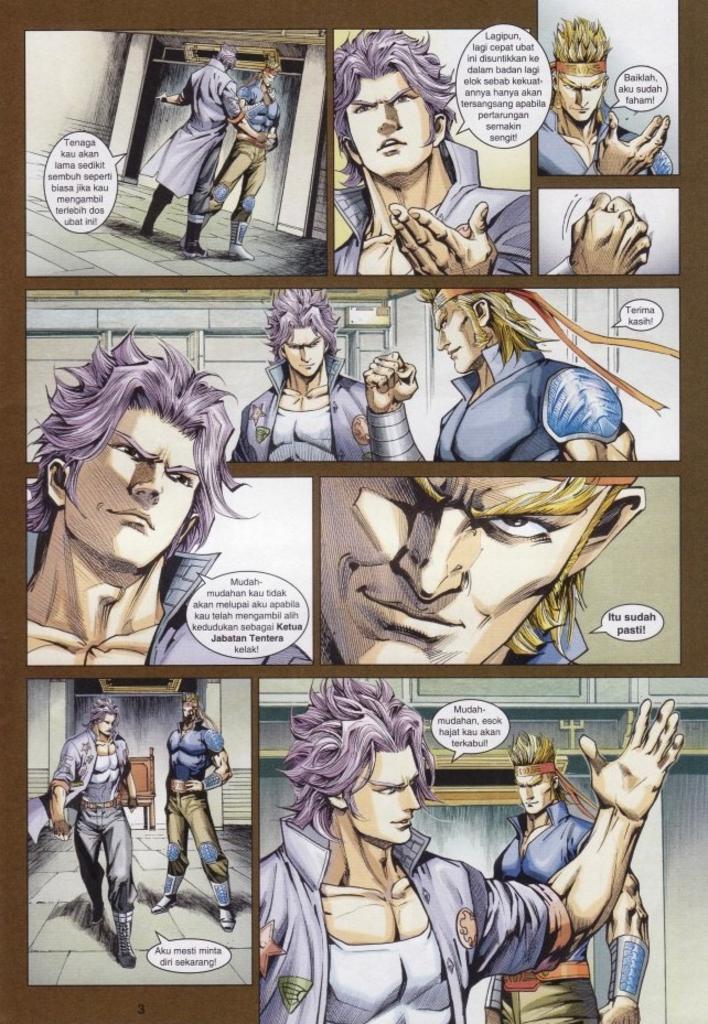 Tenaga
kau akan
lama sedikit
sembuh seperti
biasa jika kau
mengambil
terlebih dos
ubat ini!
Lagipun,
lagi cepat ubat
ini disuntikkan ke
dalam badan lagi
elok sebab kekuat-
annya hanya akan
tersangsang apabila
pertarungan
semakin
sengit!
Baiklah,
aku sudah
faham!
Terima
kasih!
Mudah-
mudahan kau tidak
akan melupai aku apabila
kau telah mengambil alih
kedudukan sebagai Ketua
Jabatan Tentera
kelak!
Itu sudah
pasti!
Aku mesti minta
diri sekarang!
Mudah-
mudahan, esok
hajat kau akan
terkabul!
3